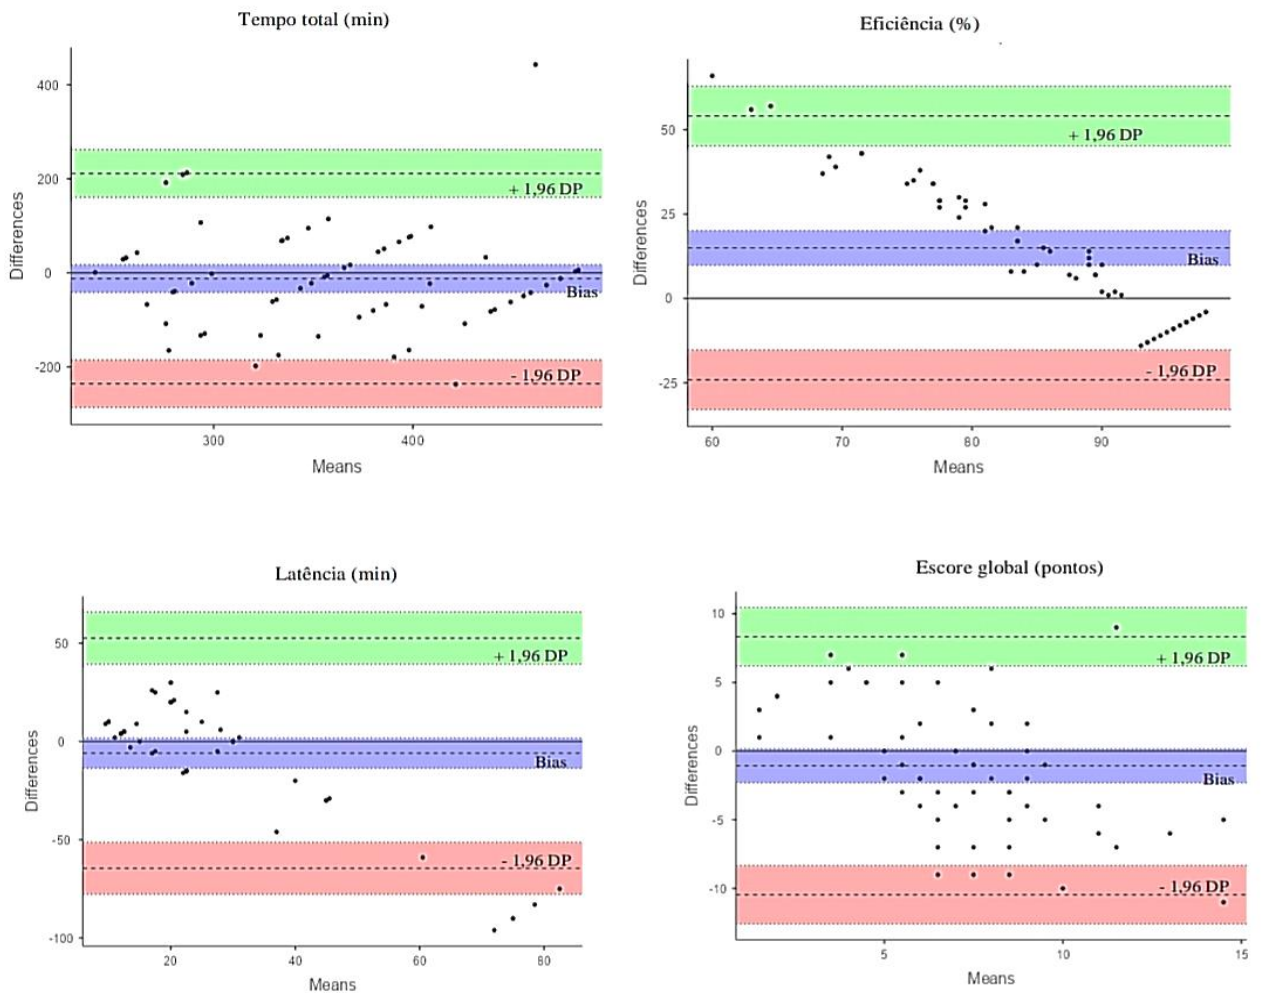 Tempo total (min)
400
200
0
-200
Differences
+ 1,96 DP
Bias
- 1,96 DP
300
400
Means
Eficiência (%)
50
25
0
-25
Differences
+ 1,96 DP
Bias
- 1,96 DP
60
70
80
90
Means
Latência (min)
50
0
-50
-100
Differences
+ 1,96 DP
Bias
- 1,96 DP
20
40
60
80
Means
Escore global (pontos)
10
5
0
-5
-10
Differences
+ 1,96 DP
Bias
- 1,96 DP
5
10
15
Means